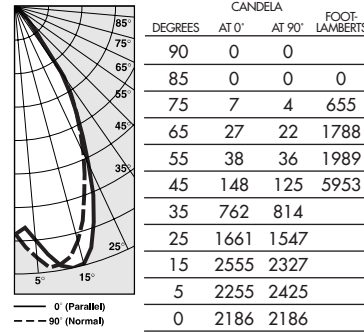 85°
75°
65°
55°
45°
35°
25°
15°
5°
0° (Parallel)
90° (Normal)
CANDELA
DEGREES AT 0° AT 90° FOOT-LAMBERTS
90 0 0
85 0 0 0
75 7 4 655
65 27 22 1788
55 38 36 1989
45 148 125 5953
35 762 814
25 1661 1547
15 2555 2327
5 2255 2425
0 2186 2186